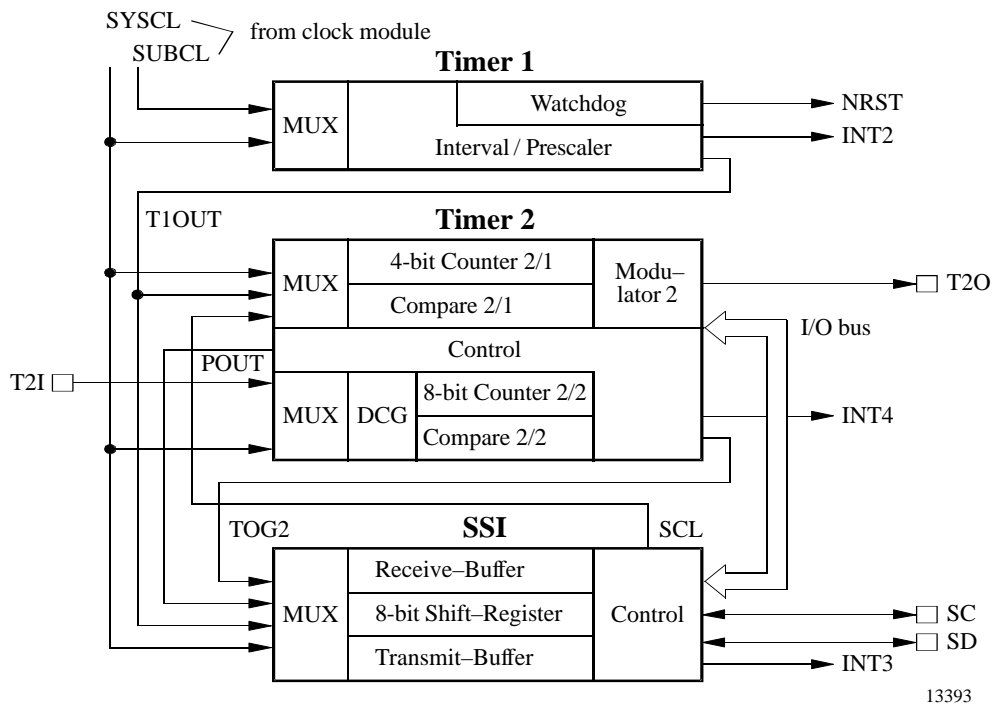 SYSCL
from clock module
SUBCL
Timer 1
Watchdog
NRST
MUX
INT2
Interval / Prescaler
T1OUT
Timer 2
4-bit Counter 2/1
Modu–
lator 2
MUX
T2O
Compare 2/1
I/O bus
POUT
Control
T2I
8-bit Counter 2/2
MUX
DCG
INT4
Compare 2/2
TOG2
SSI
SCL
Receive–Buffer
MUX
8-bit Shift–Register
Control
SC
SD
Transmit–Buffer
INT3
13393